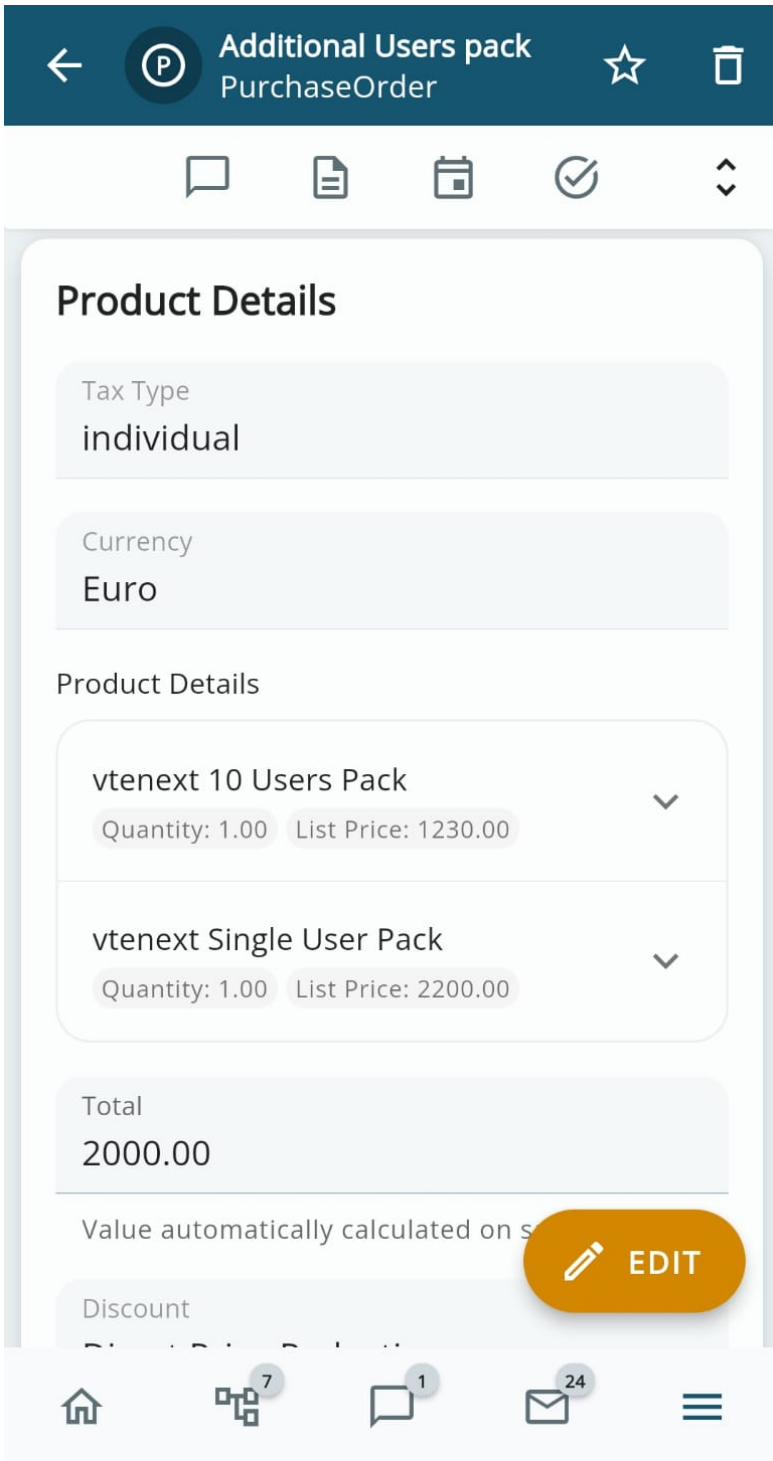 Additional Users pack
PurchaseOrder
Product Details
Tax Type
individual
Currency
Euro
Product Details
vtenext 10 Users Pack
Quantity: 1.00 List Price: 1230.00
vtenext Single User Pack
Quantity: 1.00 List Price: 2200.00
Total
2000.00
Value automatically calculated on
EDIT
Discount
7
1
24